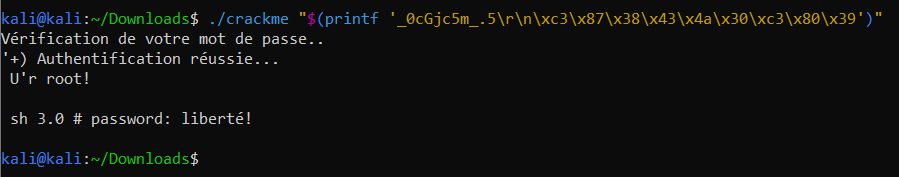 kali@kali:~/Downloads$ ./crackme "$(printf '_0cGjc5m_.5\r\n\xc3\x87\x38\x43\x4a\x30\xc3\x80\x39')"
Vérification de votre mot de passe..
'+) Authentification réussie...
U'r root!
sh 3.0 # password: liberté!
kali@kali:~/Downloads$